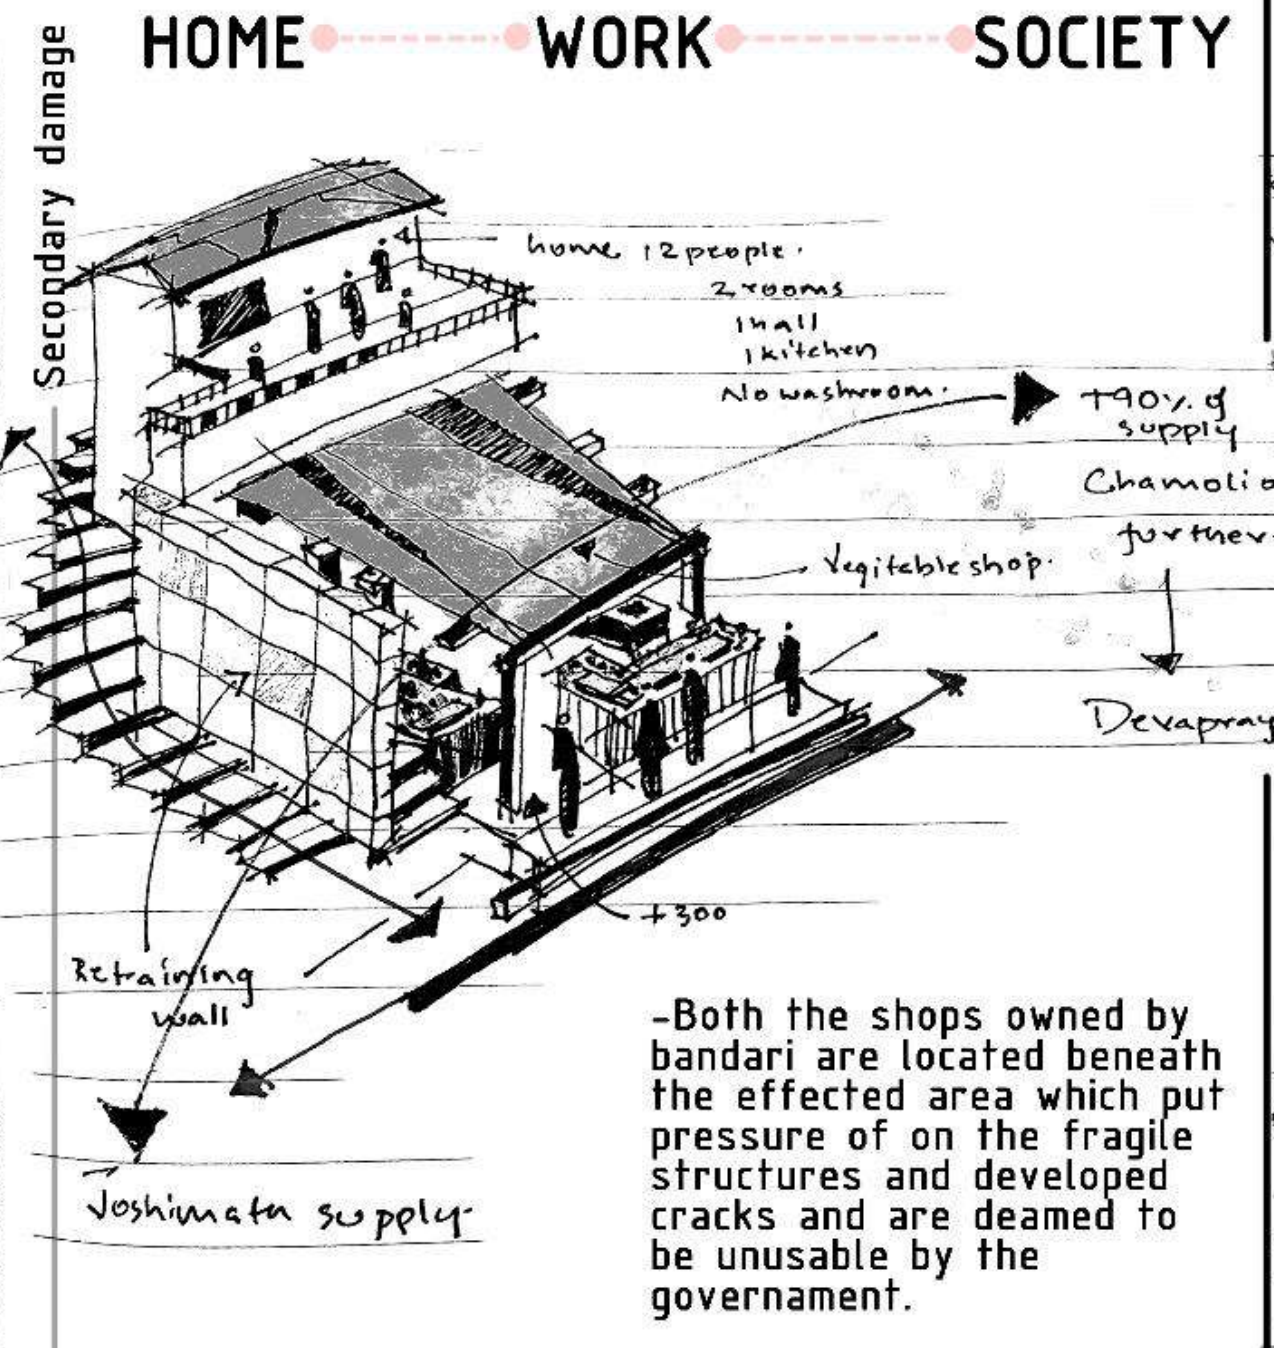 HOME WORK SOCIETY
Secondary damage
home 12 people.
2 rooms
1 hall
1 kitchen
No washroom.
+90% of
supply
Chamoli
further
Vegitable shop.
Devapray
+300
Retraining
wall
Joshimath supply.
-Both the shops owned by
bandari are located beneath
the effected area which put
pressure of on the fragile
structures and developed
cracks and are deamed to
be unusable by the
governament.